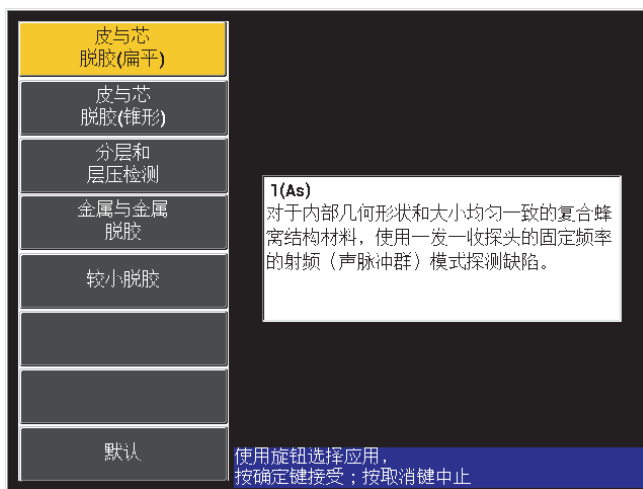 皮与芯
脱胶(扁平)
皮与芯
脱胶(锥形)
分层和
层压检测
金属与金属
脱胶
较小脱胶
默认
1(As)
对于内部几何形状和大小均匀一致的复合蜂
窝结构材料，使用一发一收探头的固定频率
的射频（声脉冲群）模式探测缺陷。
使用旋钮选择应用，
按确定键接受；按取消键中止